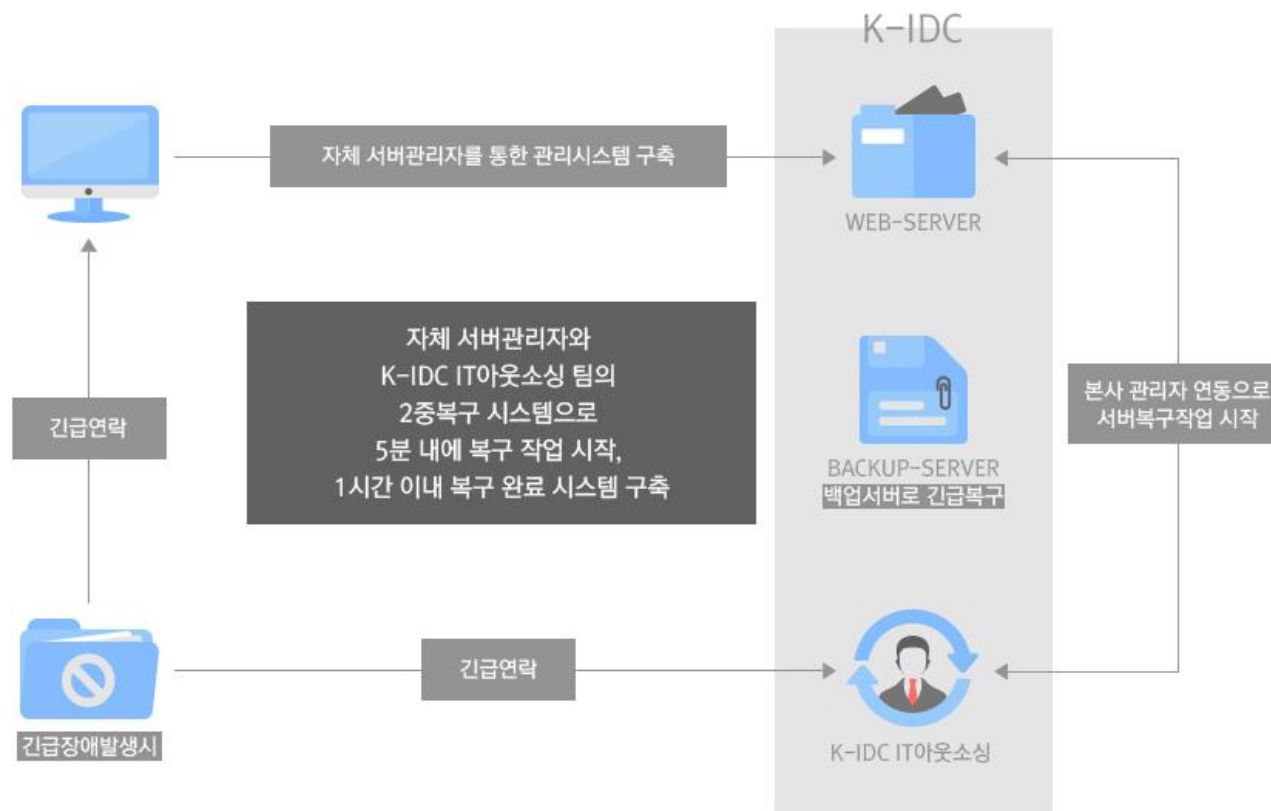 K-IDC
자체 서버관리자를 통한 관리시스템 구축
WEB-SERVER
자체 서버관리자와
K-IDC IT아웃소싱 팀의
2중복구 시스템으로
5분 내에 복구 작업 시작,
1시간 이내 복구 완료 시스템 구축
긴급연락
본사 관리자 연동으로
서버복구작업 시작
BACKUP-SERVER
백업서버로 긴급복구
긴급연락
긴급장애발생시
K-IDC IT아웃소싱